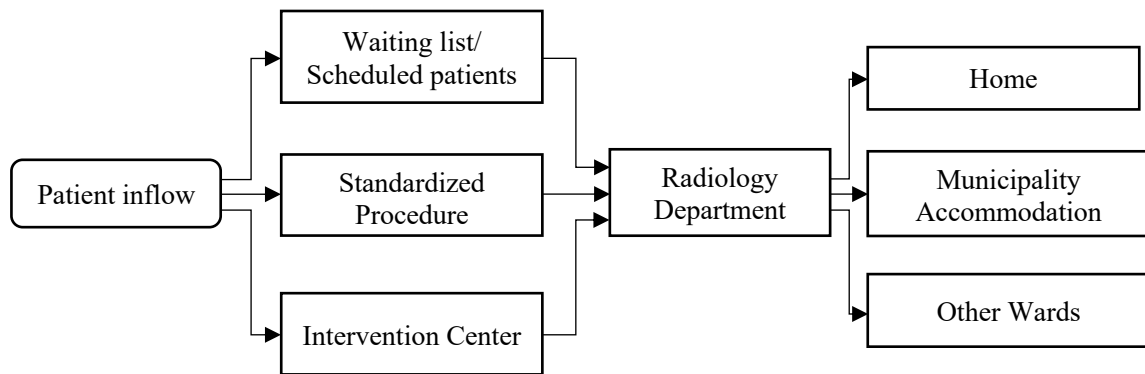 Patient inflow
Waiting list/
Scheduled patients
Standardized
Procedure
Intervention Center
Radiology
Department
Home
Municipality
Accommodation
Other Wards